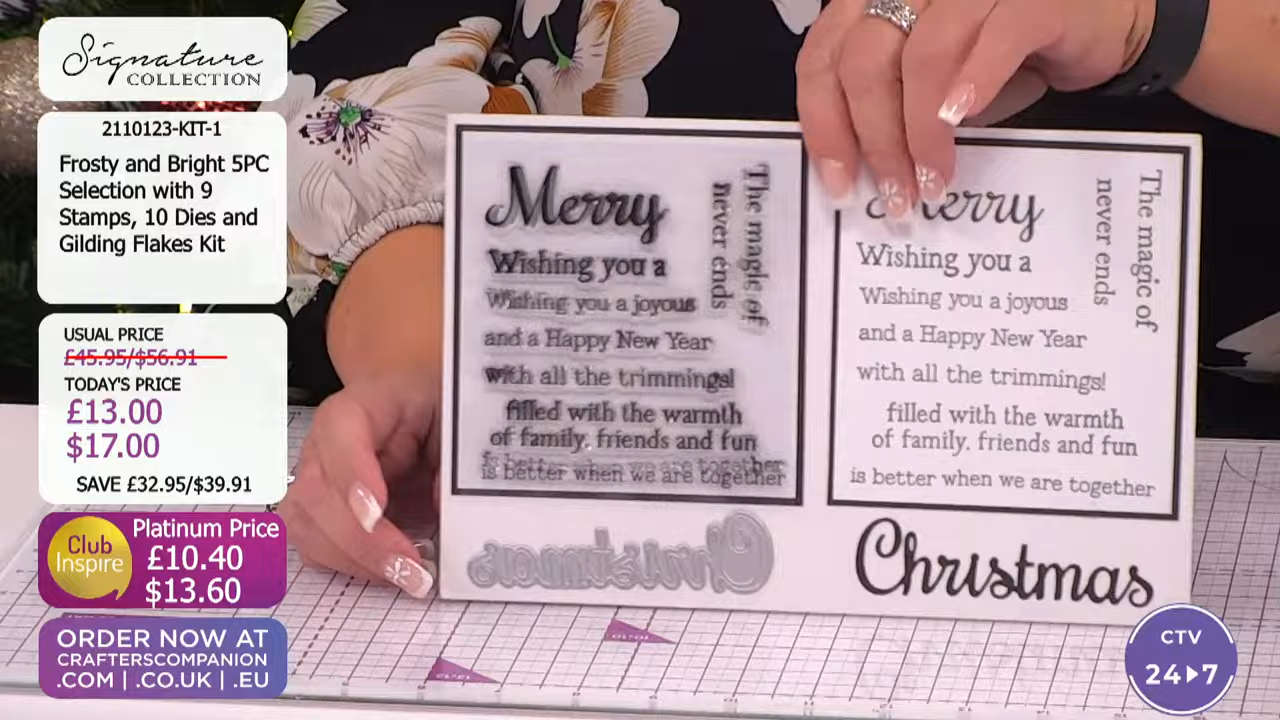 Signature
COLLECTION
2110123-KIT-1
Frosty and Bright 5PC
Selection with 9
Stamps, 10 Dies and
Gilding Flakes Kit
USUAL PRICE
£45.95/$56.91
TODAY'S PRICE
£13.00
$17.00
SAVE £32.95/$39.91
Club
Inspire
Platinum Price
£10.40
$13.60
ORDER NOW AT
CRAFTERSCOMPANION
.COM | .CO.UK | .EU
Merry
The magic of
never ends
Wishing you a
Wishing you a joyous
and a Happy New Year
with all the trimmings!
filled with the warmth
of family, friends and fun
is better when we are together
Christmas
Merry
The magic of
never ends
Wishing you a
Wishing you a joyous
and a Happy New Year
with all the trimmings!
filled with the warmth
of family, friends and fun
is better when we are together
Christmas
CTV
24▶7